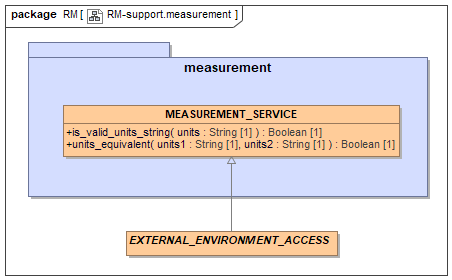 package RM [ RM-support.measurement ]
measurement
MEASUREMENT_SERVICE
+is_valid_units_string( units : String [1] ) : Boolean [1]
+units_equivalent( units1 : String [1], units2 : String [1] ) : Boolean [1]
EXTERNAL_ENVIRONMENT_ACCESS